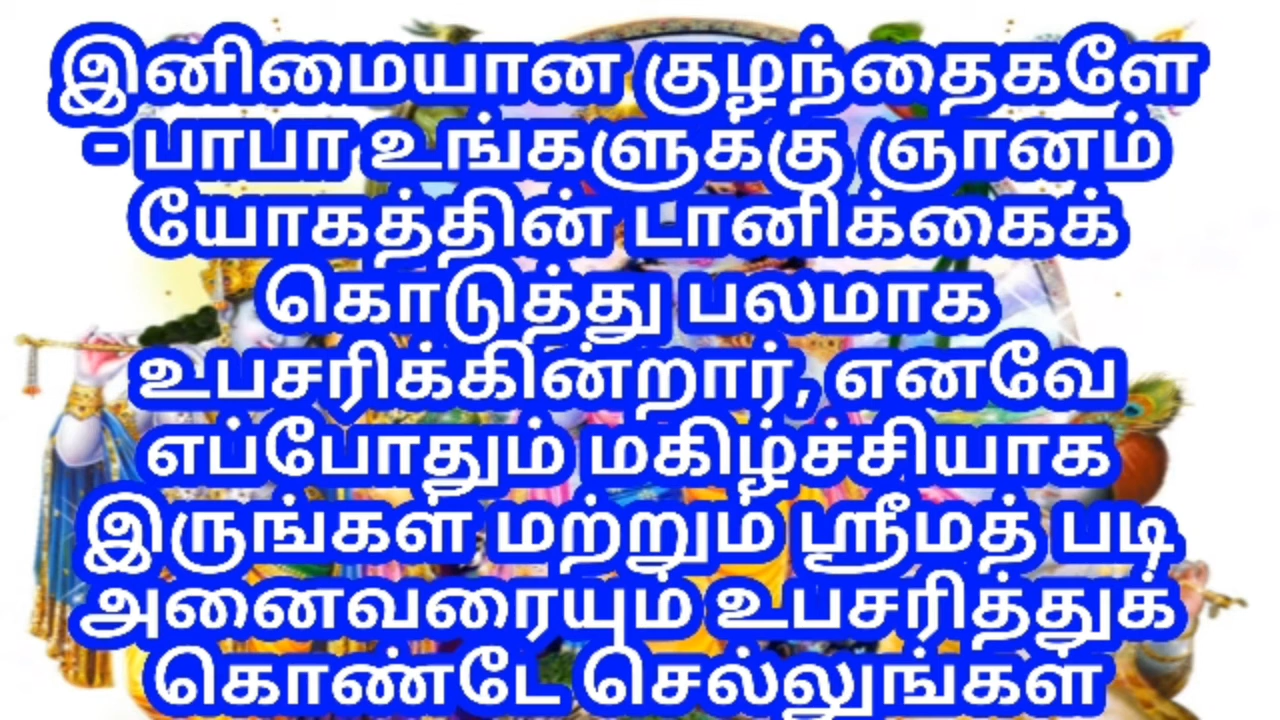 இனிமையான குழந்தைகளே
- பாபா உங்களுக்கு ஞானம்
யோகத்தின் டானிக்கைக்
கொடுத்து பலமாக
உபசரிக்கின்றார், எனவே
எப்போதும் மகிழ்ச்சியாக
இருங்கள் மற்றும் ஸ்ரீமத் படி
அனைவரையும் உபசரித்துக்
கொண்டே செல்லுங்கள்